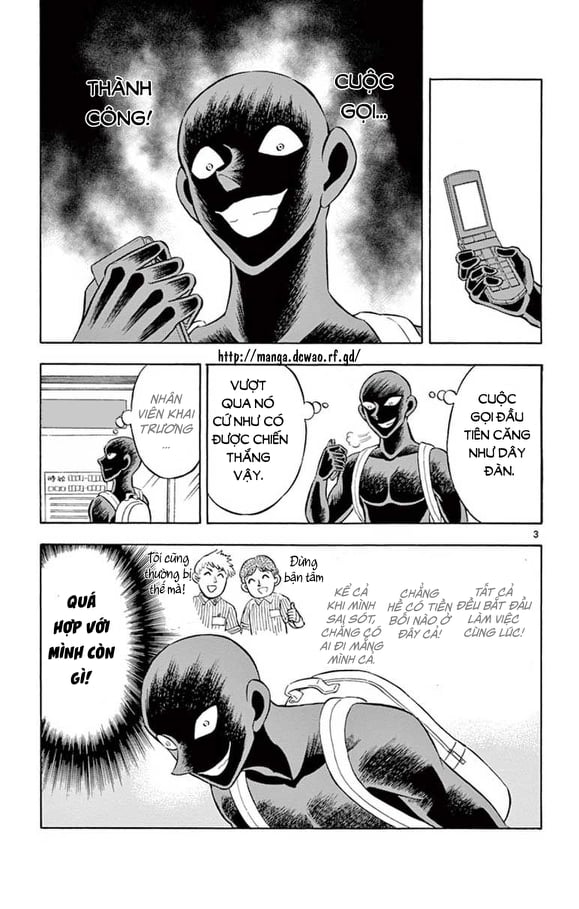 CUỘC
GỌI...
THÀNH
CÔNG!
http://manga.dcwao.rf.gd/
CUỘC
GỌI ĐẦU
TIÊN CĂNG
NHƯ DÂY
ĐÀN.
VƯỢT
QUA NÓ
CỨ NHƯ CÓ
ĐƯỢC CHIẾN
THẮNG
VẬY.
NHÂN
VIÊN KHAI
TRƯƠNG
...
3
TẤT CẢ
ĐỀU BẮT ĐẦU
LÀM VIỆC
CÙNG LÚC!
CHẲNG
HỀ CÓ TIỀN
BỐI NÀO Ở
ĐÂY CẢ!
KỂ CẢ
KHI MÌNH
SAI SÓT,
CHẲNG CÓ
AI ĐI MẮNG
MÌNH CẢ.
Đừng
bận tâm
Tôi cũng
thường bị
thế mà!
QUÁ
HỢP VỚI
MÌNH CÒN
GÌ!